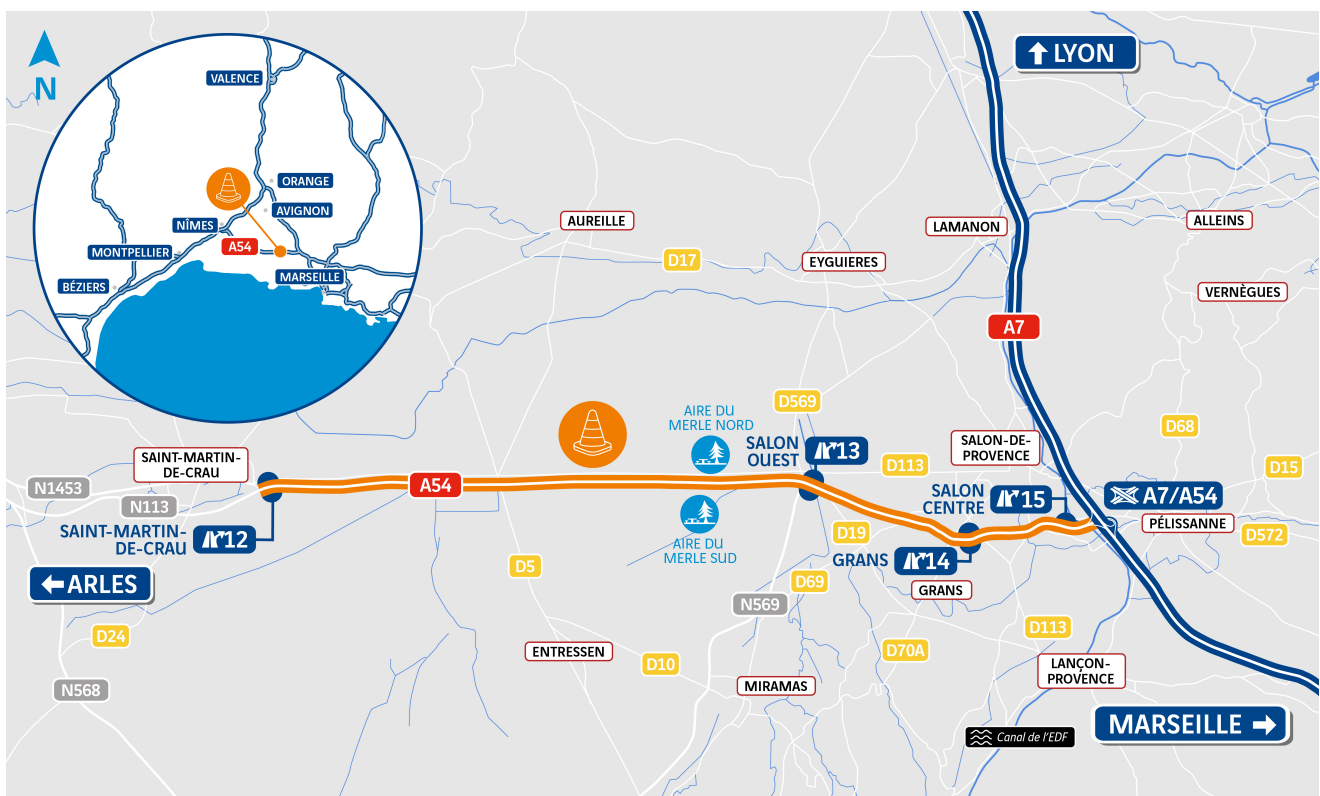 N
VALENCE
ORANGE
AVIGNON
NÎMES
A54
MONTPELLIER
MARSEILLE
BÉZIERS
LYON
AUREILLE
LAMANON
ALLEINS
D17
EYGUIERES
VERNÈGUES
A7
D569
AIRE DU
MERLE NORD
SALON
OUEST
13
D68
SALON-DE-
PROVENCE
SAINT-MARTIN-
DE-CRAU
D113
D15
A54
N1453
N113
SALON
CENTRE
15
A7/A54
PÉLISSANNE
SAINT-MARTIN-
DE-CRAU
12
AIRE DU
MERLE SUD
D19
D572
GRANS
14
D5
ARLES
D69
GRANS
N569
D24
D113
ENTRESSEN
D10
D70A
LANÇON-
PROVENCE
N568
MIRAMAS
MARSEILLE
Canal de l'EDF